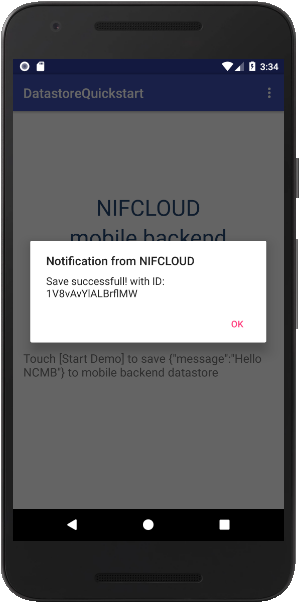 3:34
DatastoreQuickstart
NIFCLOUD
mobile backend
Notification from NIFCLOUD
Save successfull! with ID:
1V8vAvYlALBrflMW
OK
Touch [Start Demo] to save {"message":"Hello
NCMB"} to mobile backend datastore